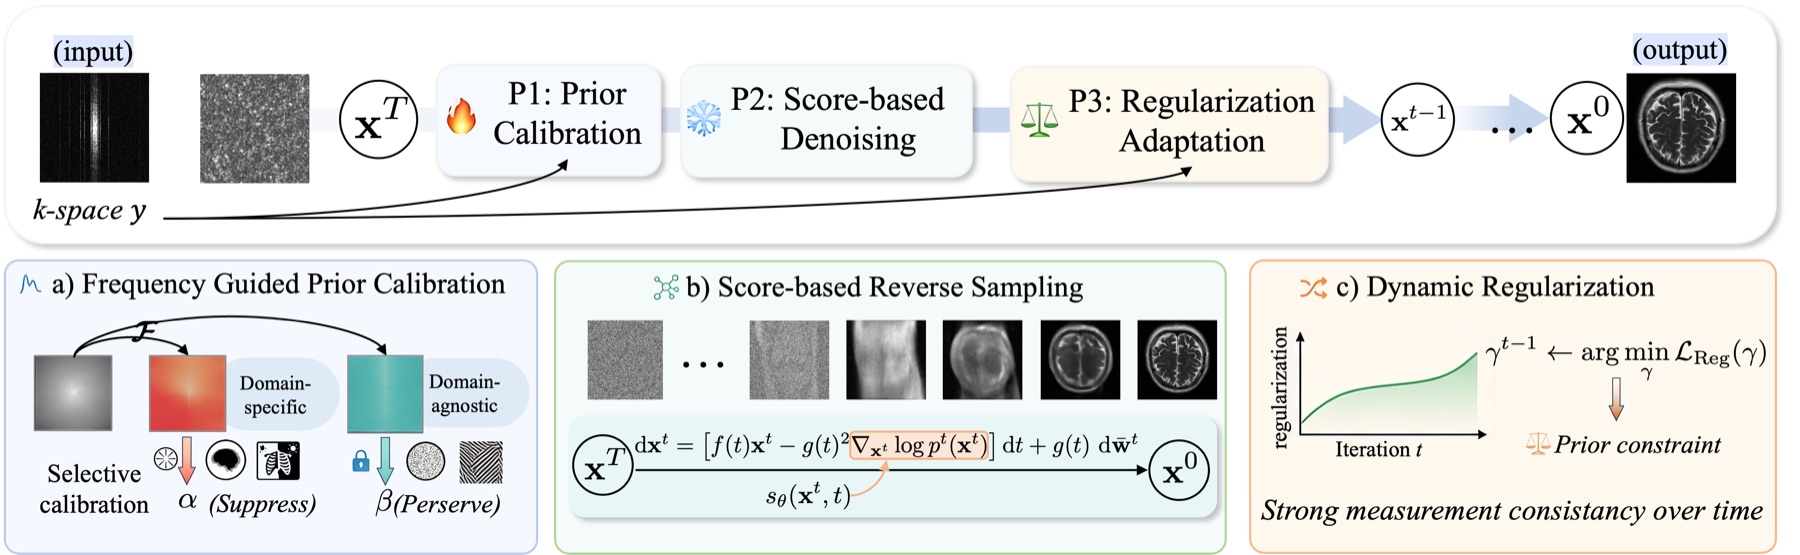 (input)
(output)
x^T
P1: Prior
Calibration
P2: Score-based
Denoising
P3: Regularization
Adaptation
x^{t-1}
...
x^0
k-space y
a) Frequency Guided Prior Calibration
F
Domain-
specific
Domain-
agnostic
Selective
calibration
α (Suppress)
β(Perserve)
b) Score-based Reverse Sampling
...
x^T
dx^t = [f(t)x^t − g(t)^2∇_{x^t} log p^t(x^t)] dt + g(t) dw̄^t
x^0
s_θ(x^t, t)
c) Dynamic Regularization
regularization
Iteration t
γ^{t−1} ← arg min_γ L_Reg(γ)
Prior constraint
Strong measurement consistancy over time